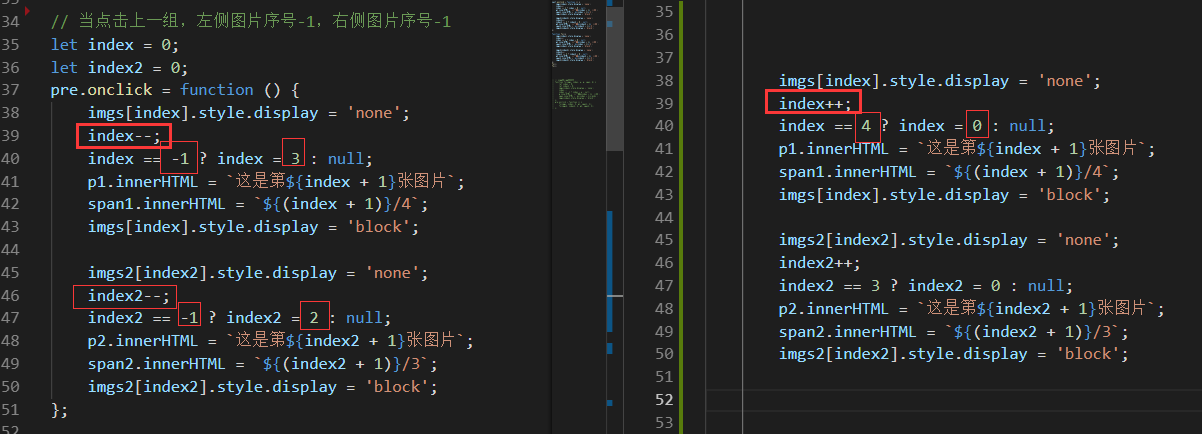 34 // 当点击上一组，左侧图片序号-1，右侧图片序号-1
35 let index = 0;
36 let index2 = 0;
37 pre.onclick = function () {
38 imgs[index].style.display = 'none';
39 index--;
40 index == -1 ? index = 3 : null;
41 p1.innerHTML = `这是第${index + 1}张图片`;
42 span1.innerHTML = `${(index + 1)}/4`;
43 imgs[index].style.display = 'block';
44
45 imgs2[index2].style.display = 'none';
46 index2--;
47 index2 == -1 ? index2 = 2 : null;
48 p2.innerHTML = `这是第${index2 + 1}张图片`;
49 span2.innerHTML = `${(index2 + 1)}/3`;
50 imgs2[index2].style.display = 'block';
51 };
52
35
36
37
38 imgs[index].style.display = 'none';
39 index++;
40 index == 4 ? index = 0 : null;
41 p1.innerHTML = `这是第${index + 1}张图片`;
42 span1.innerHTML = `${(index + 1)}/4`;
43 imgs[index].style.display = 'block';
44
45 imgs2[index2].style.display = 'none';
46 index2++;
47 index2 == 3 ? index2 = 0 : null;
48 p2.innerHTML = `这是第${index2 + 1}张图片`;
49 span2.innerHTML = `${(index2 + 1)}/3`;
50 imgs2[index2].style.display = 'block';
51
52
53